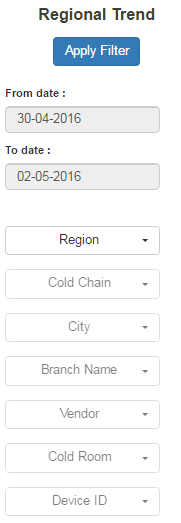 Regional Trend
Apply Filter
From date :
30-04-2016
To date :
02-05-2016
Region
Cold Chain
City
Branch Name
Vendor
Cold Room
Device ID